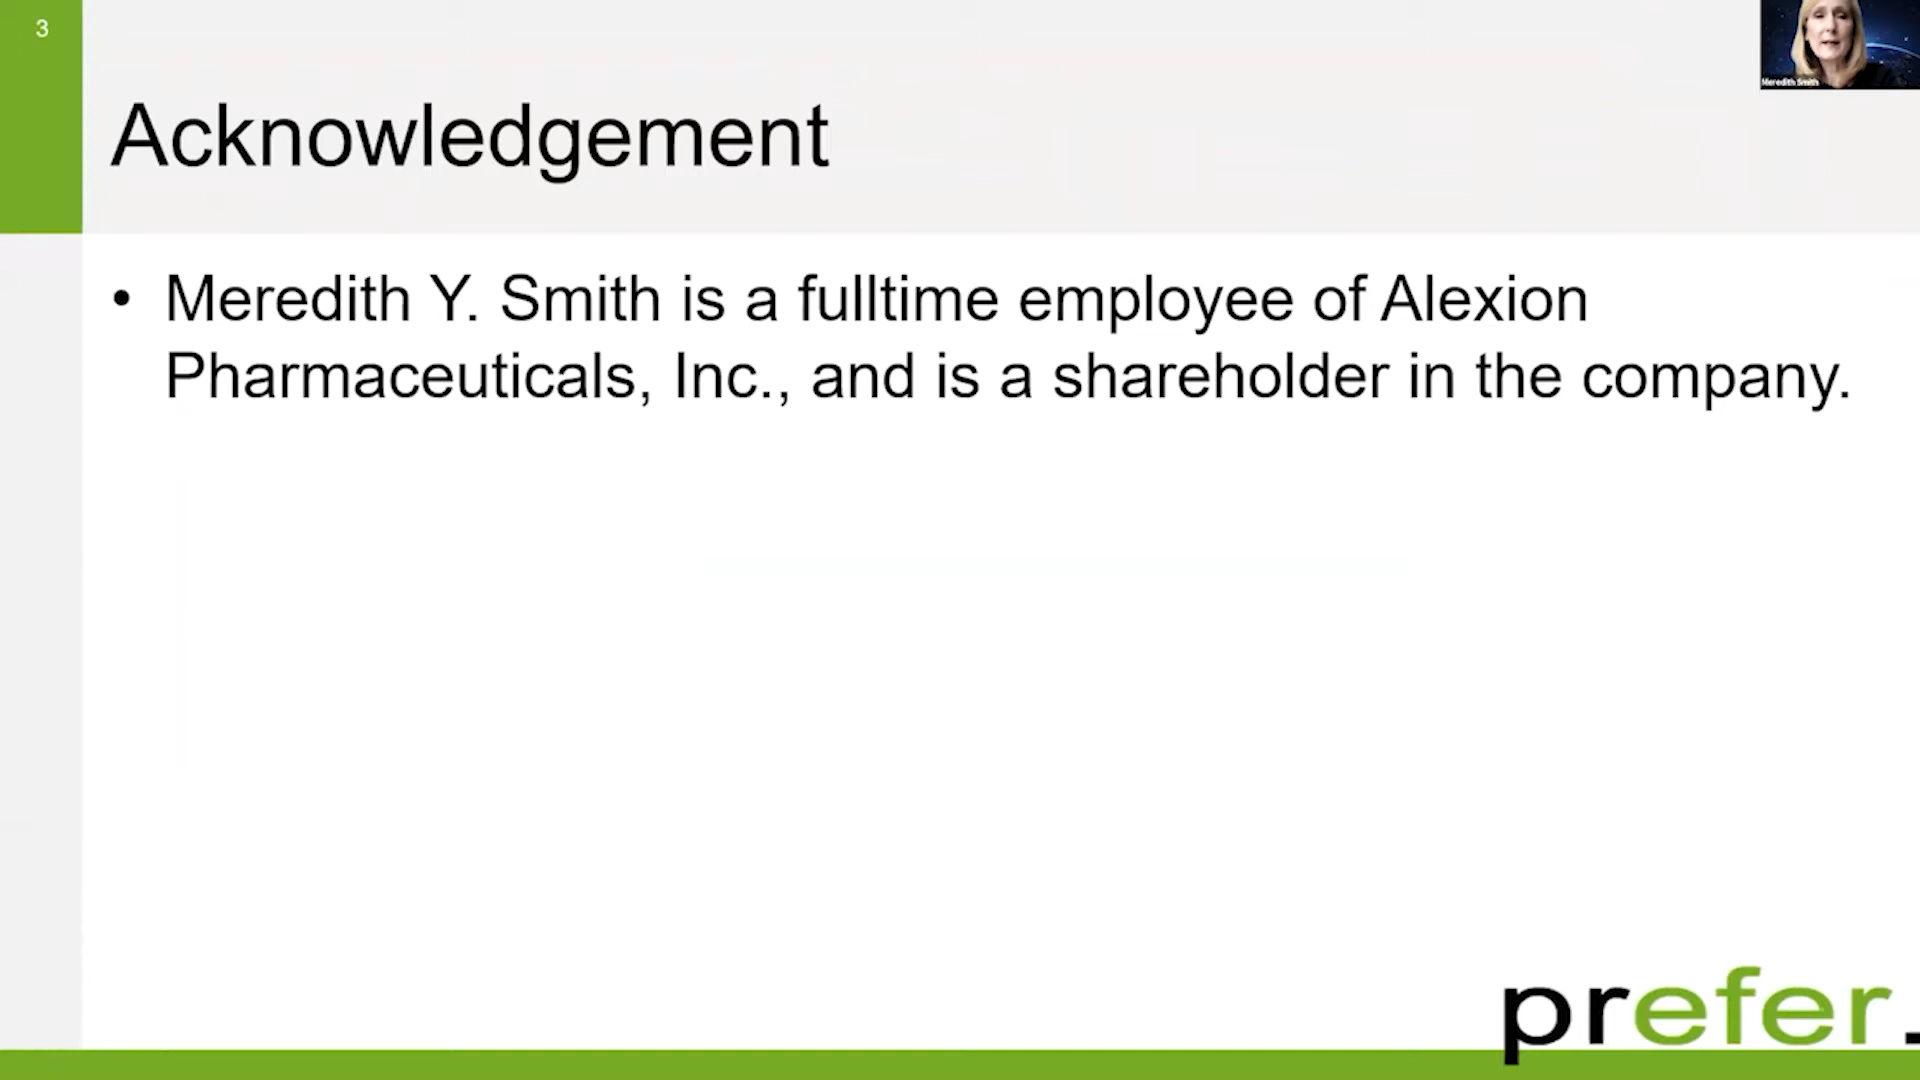 3
Meredith Smith
Acknowledgement
• Meredith Y. Smith is a fulltime employee of Alexion
Pharmaceuticals, Inc., and is a shareholder in the company.
prefer.